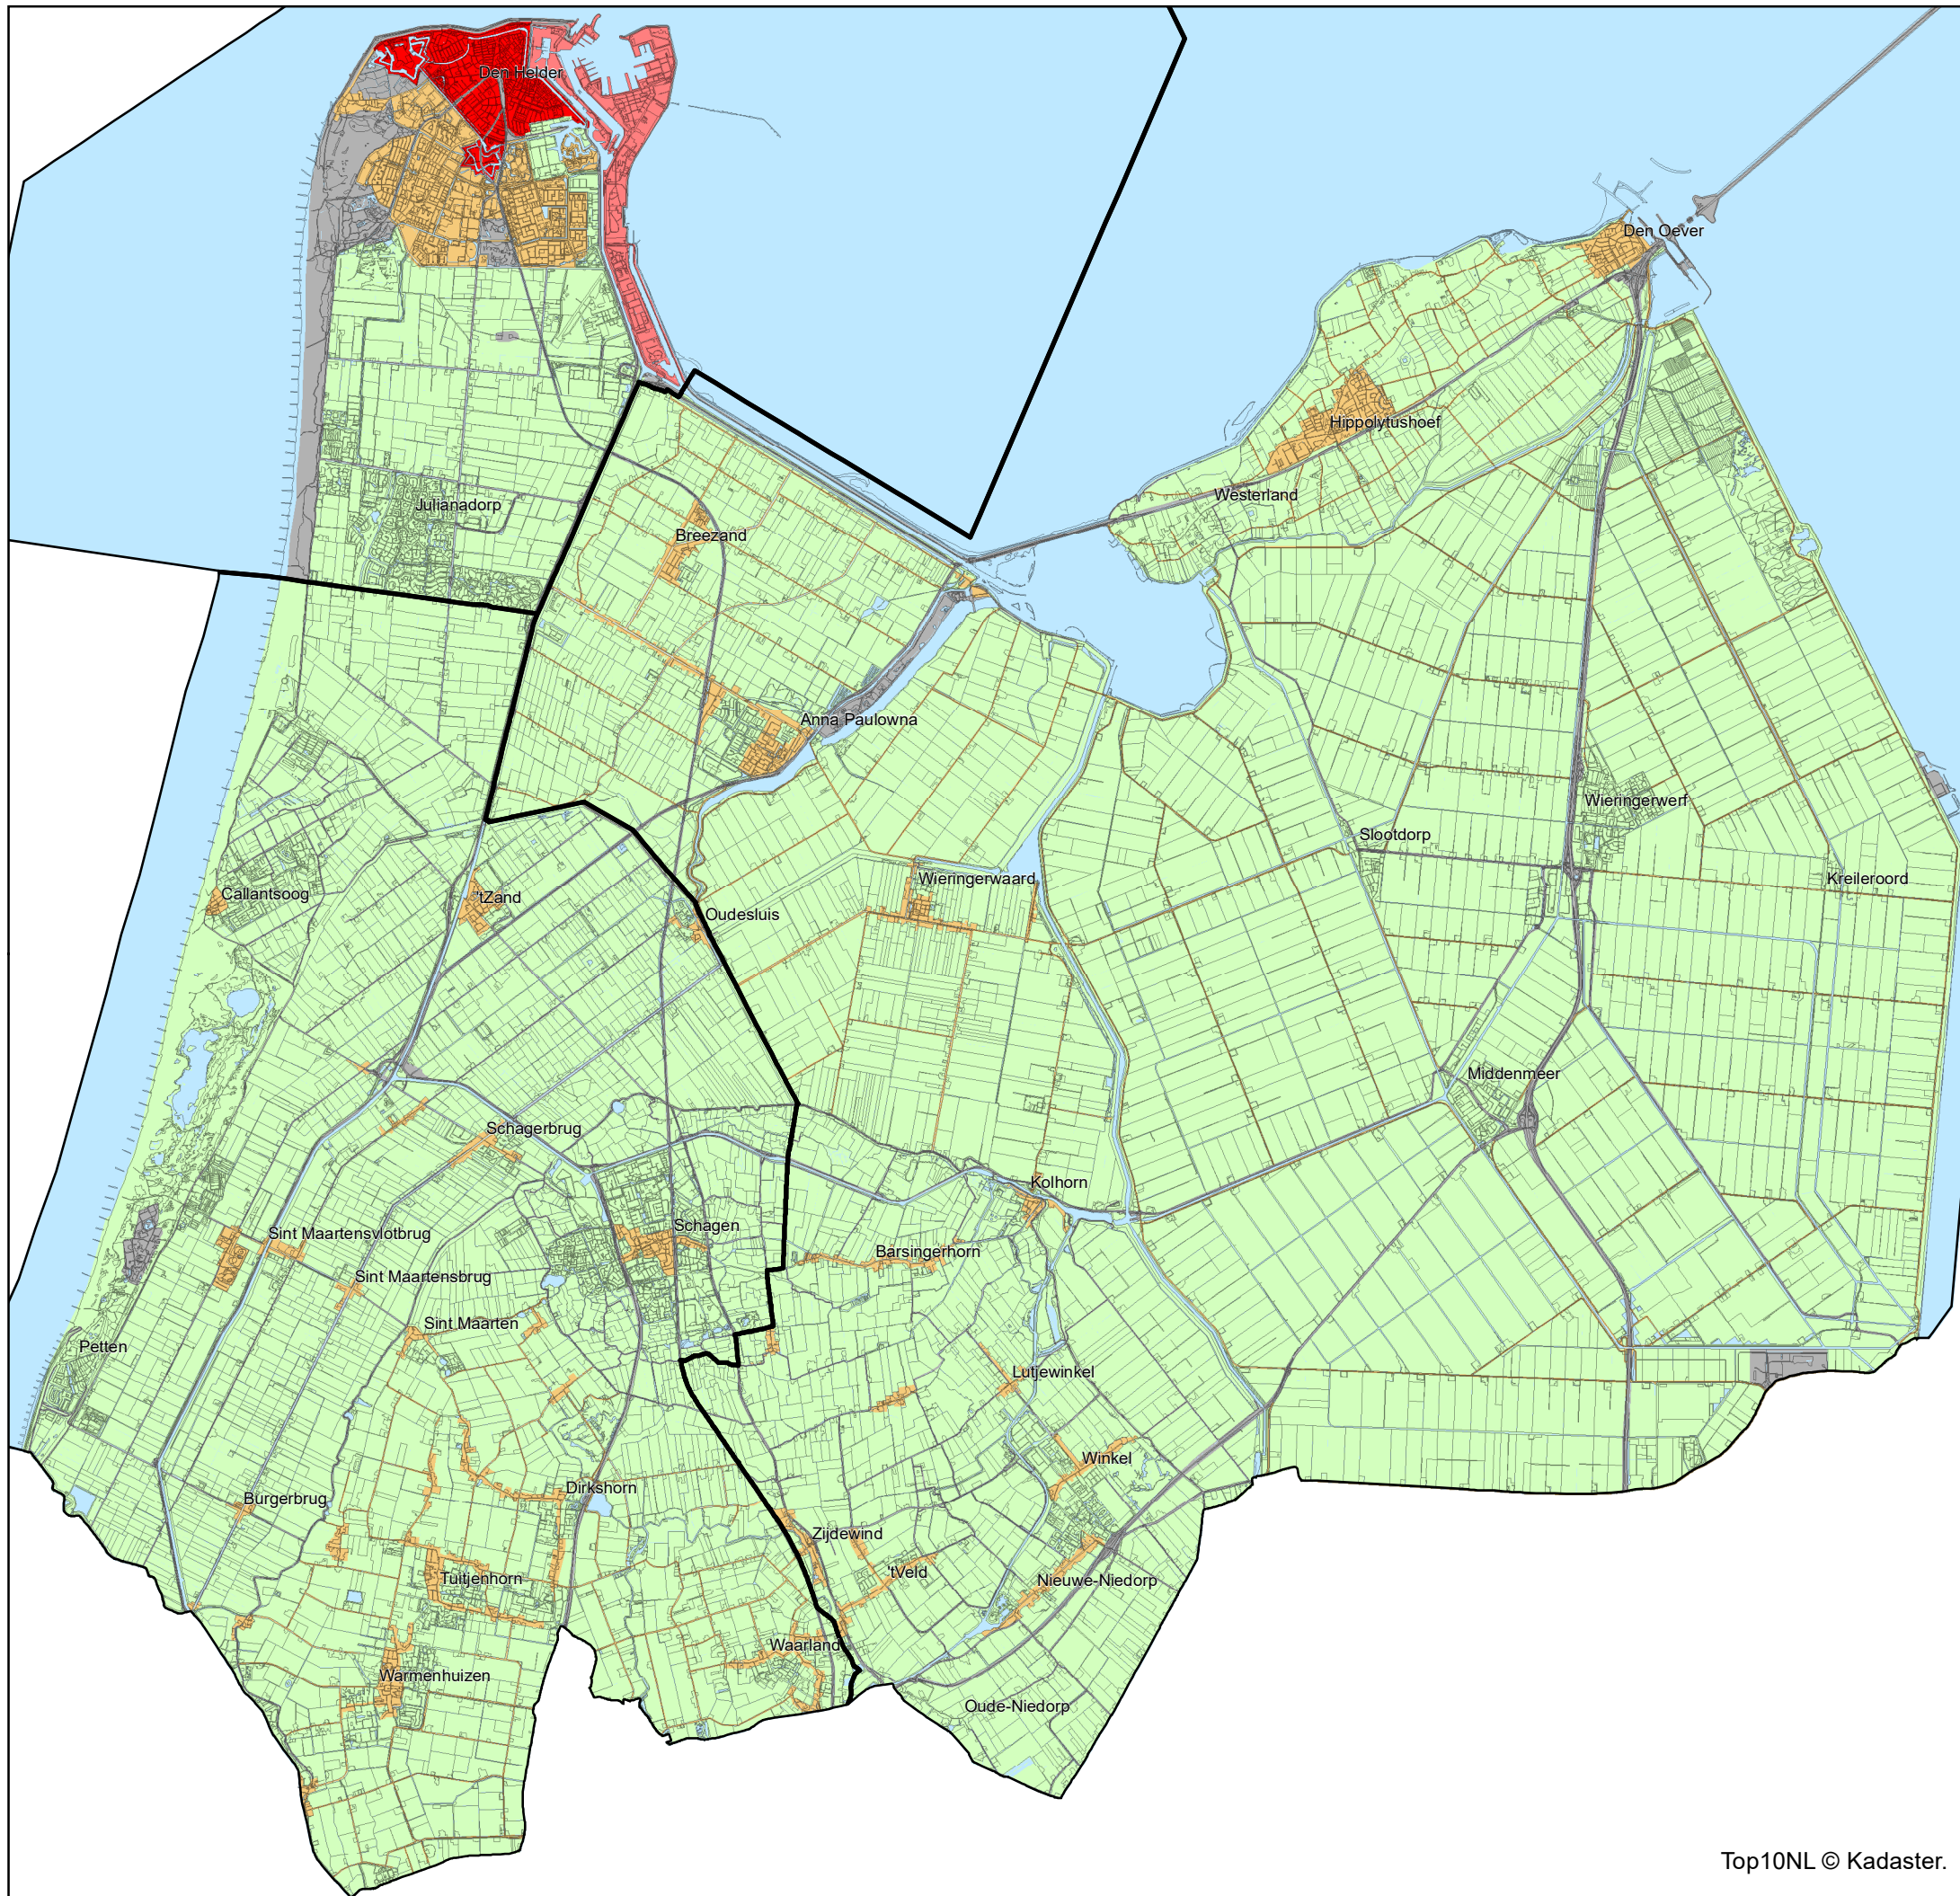 Den Helder
Den Oever
Hippolytushoef
Westerland
Julianadorp
Breezand
Anna Paulowna
Wieringerwerf
Slootdorp
Wieringerwaard
Kreileroord
Callantsoog
'tZand
Oudesluis
Middenmeer
Schagerbrug
Kolhorn
Schagen
Sint Maartensvlotbrug
Barsingerhorn
Sint Maartensbrug
Sint Maarten
Petten
Lutjewinkel
Winkel
Dirkshorn
Burgerbrug
Zijdewind
'tVeld
Tuitjenhorn
Nieuwe-Niedorp
Waarland
Warmenhuizen
Oude-Niedorp
Top10NL © Kadaster.